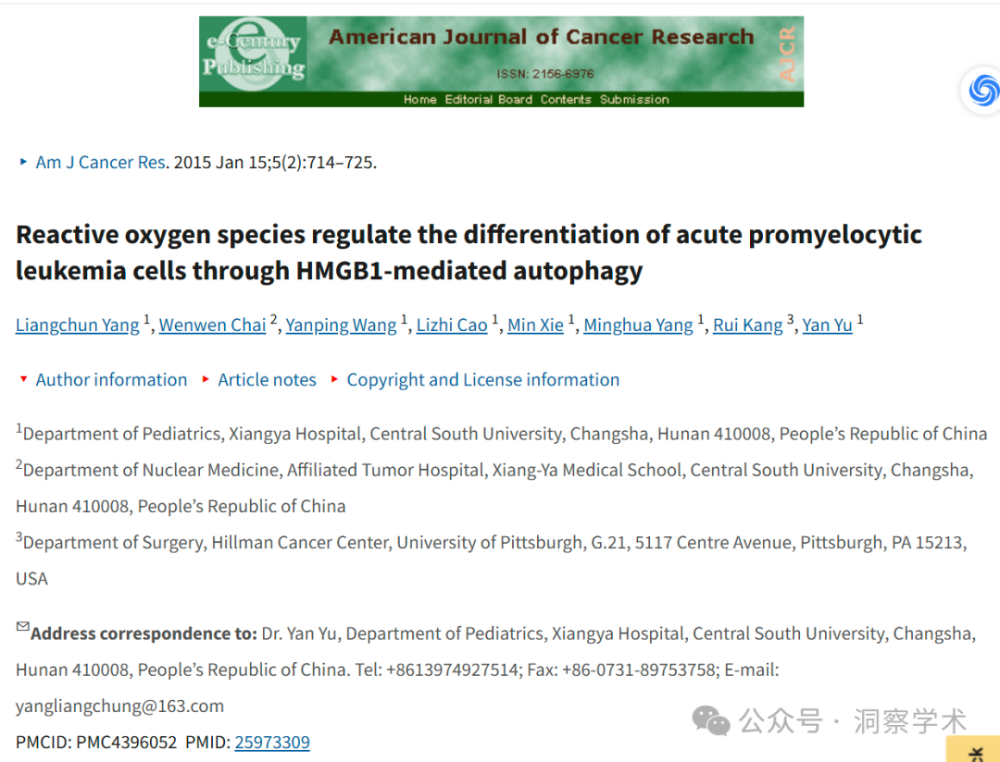 e-Century
Publishing
American Journal of Cancer Research
ISSN: 2156-6976
AJCR
Home Editorial Board Contents Submission
Am J Cancer Res. 2015 Jan 15;5(2):714–725.
Reactive oxygen species regulate the differentiation of acute promyelocytic
leukemia cells through HMGB1-mediated autophagy
Liangchun Yang 1, Wenwen Chai 2, Yanping Wang 1, Lizhi Cao 1, Min Xie 1, Minghua Yang 1, Rui Kang 3, Yan Yu 1
Author information Article notes Copyright and License information
1Department of Pediatrics, Xiangya Hospital, Central South University, Changsha, Hunan 410008, People’s Republic of China
2Department of Nuclear Medicine, Affiliated Tumor Hospital, Xiang-Ya Medical School, Central South University, Changsha,
Hunan 410008, People’s Republic of China
3Department of Surgery, Hillman Cancer Center, University of Pittsburgh, G.21, 5117 Centre Avenue, Pittsburgh, PA 15213,
USA
Address correspondence to: Dr. Yan Yu, Department of Pediatrics, Xiangya Hospital, Central South University, Changsha,
Hunan 410008, People’s Republic of China. Tel: +8613974927514; Fax: +86-0731-89753758; E-mail:
yangliangchung@163.com
PMCID: PMC4396052 PMID: 25973309
公众号 · 洞察学术
ck